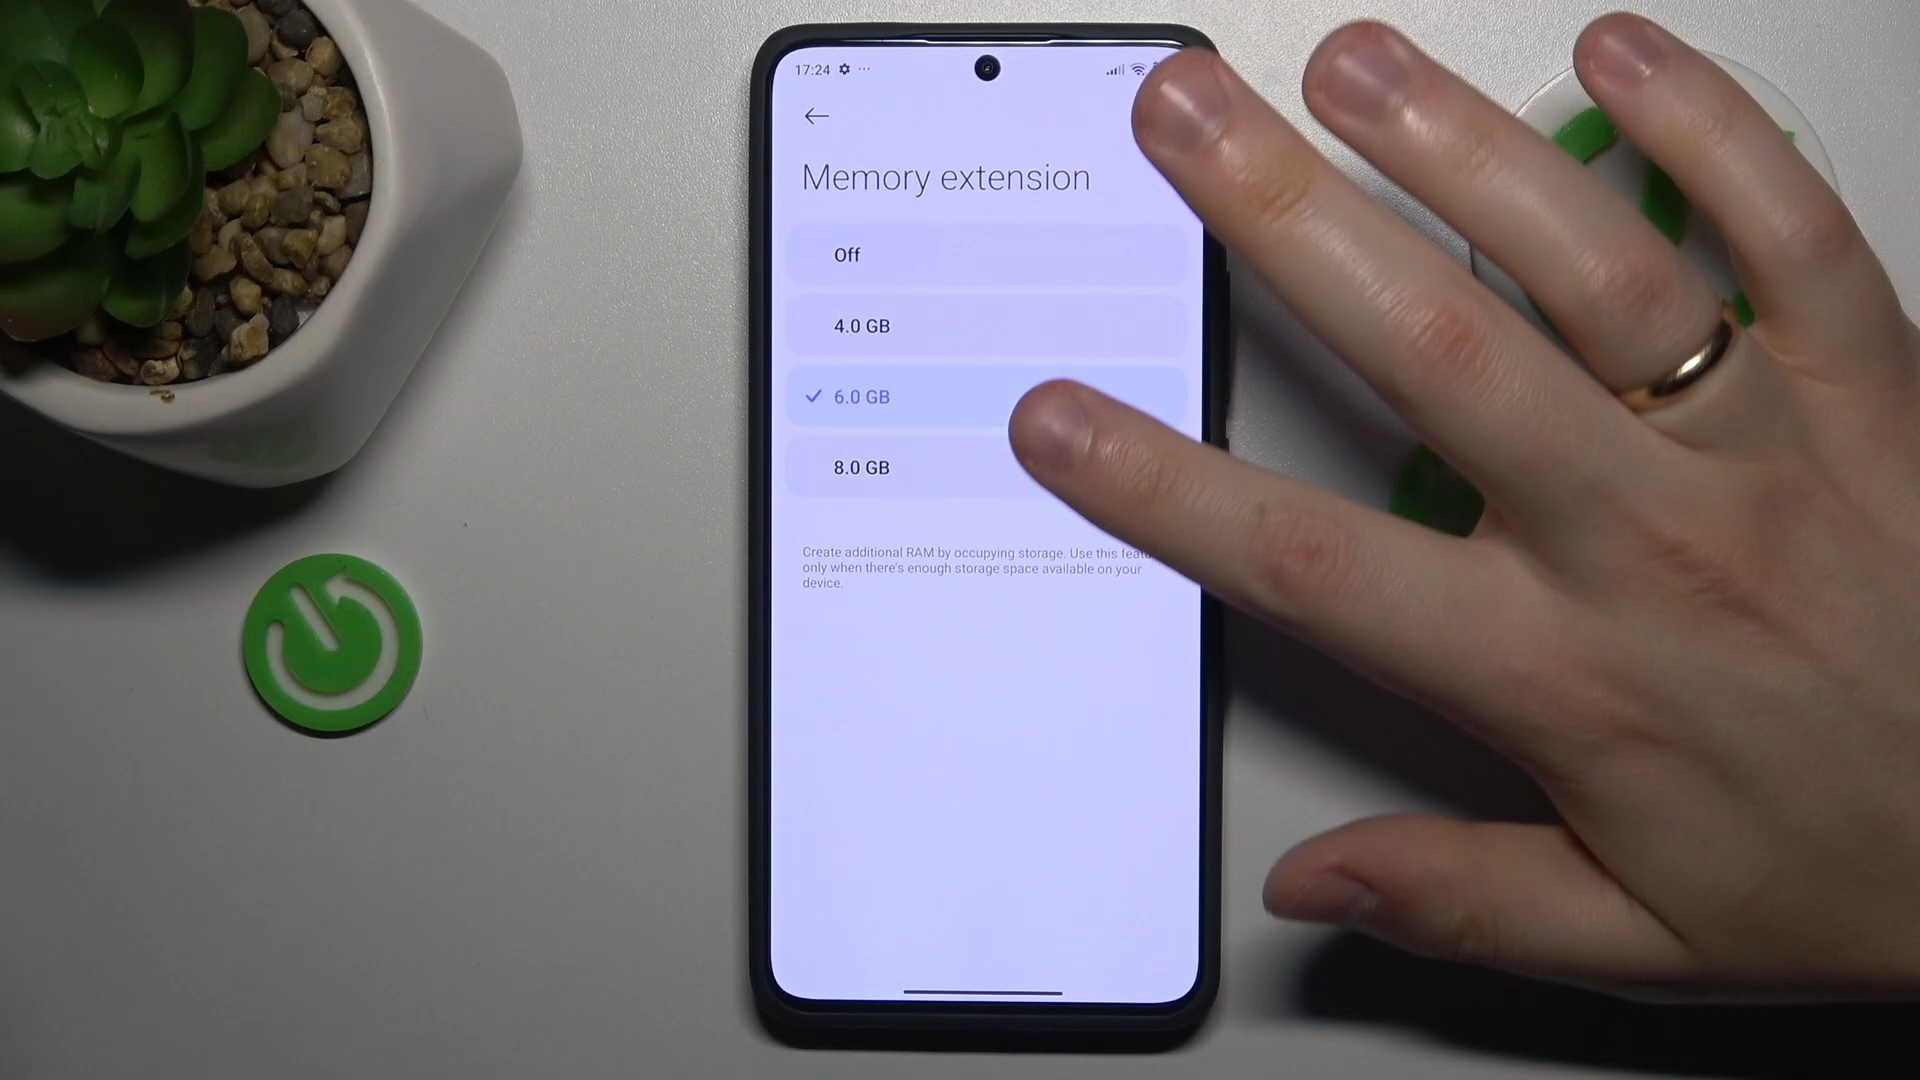 17:24
Memory extension
Off
4.0 GB
6.0 GB
8.0 GB
Create additional RAM by occupying storage. Use this
only when there's enough storage space available on your
device.